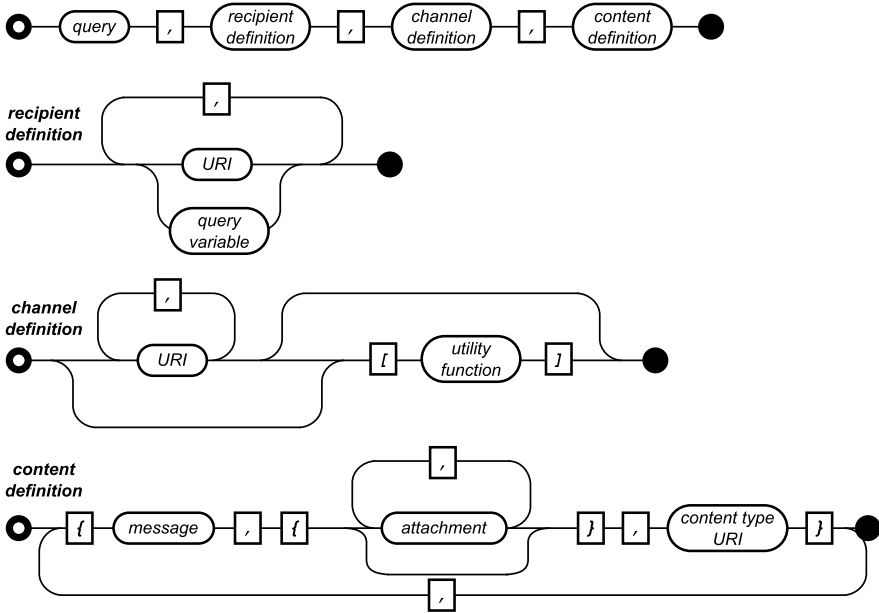 query , recipient definition , channel definition , content definition
recipient definition
,
URI
query variable
channel definition
,
URI [ utility function ]
content definition
,
{ message , { attachment } , content type URI }
,